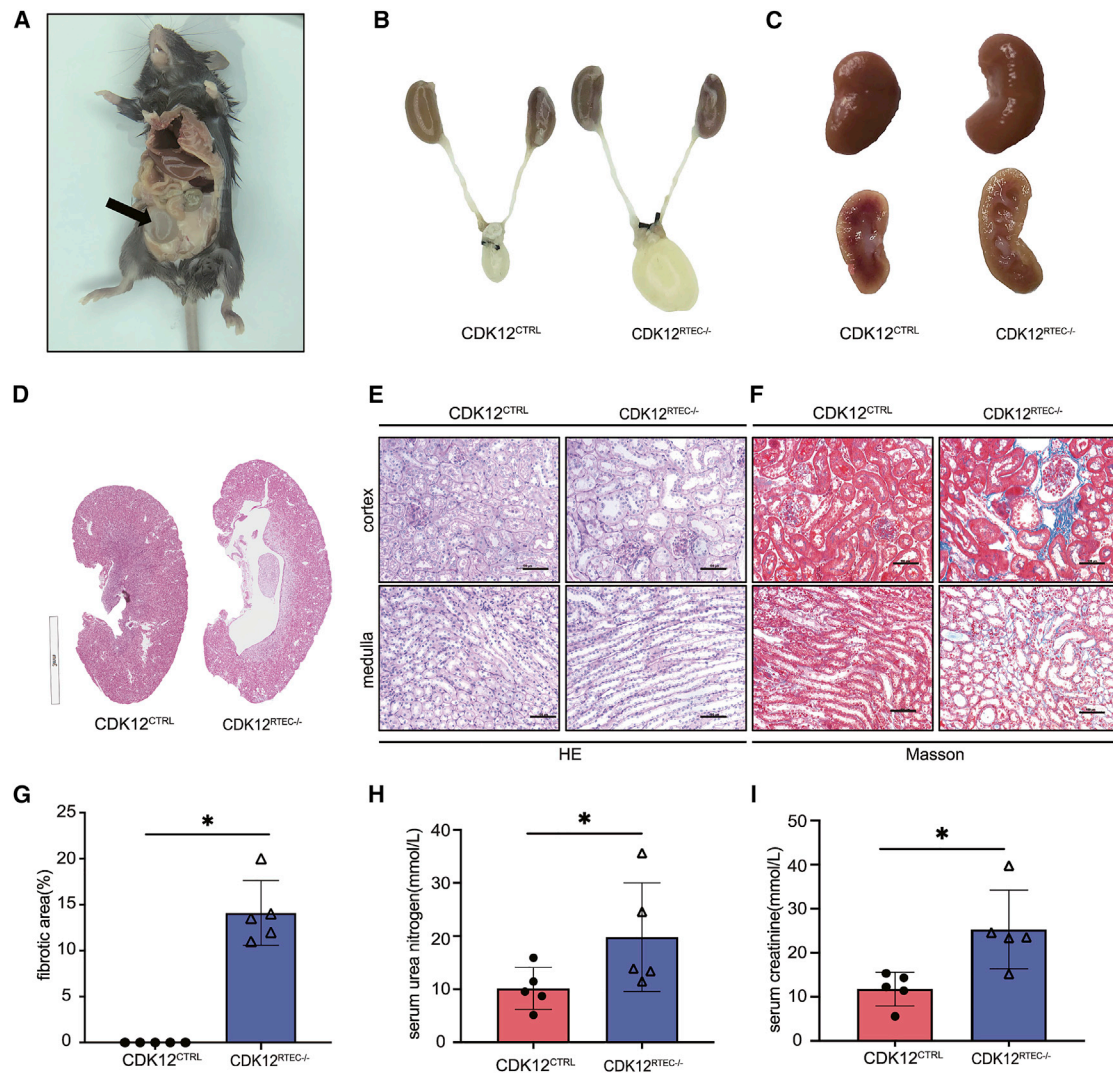 A
B
CDK12CTRL
CDK12RTEC-/-
C
CDK12CTRL
CDK12RTEC-/-
D
CDK12CTRL
CDK12RTEC-/-
E
CDK12CTRL
CDK12RTEC-/-
cortex
medulla
HE
F
CDK12CTRL
CDK12RTEC-/-
Masson
G
fibrotic area(%)
25
20
15
10
5
0
*
CDK12CTRL
CDK12RTEC-/-
H
serum urea nitrogen(mmol/L)
40
30
20
10
0
*
CDK12CTRL
CDK12RTEC-/-
I
serum creatinine(mmol/L)
50
40
30
20
10
0
*
CDK12CTRL
CDK12RTEC-/-